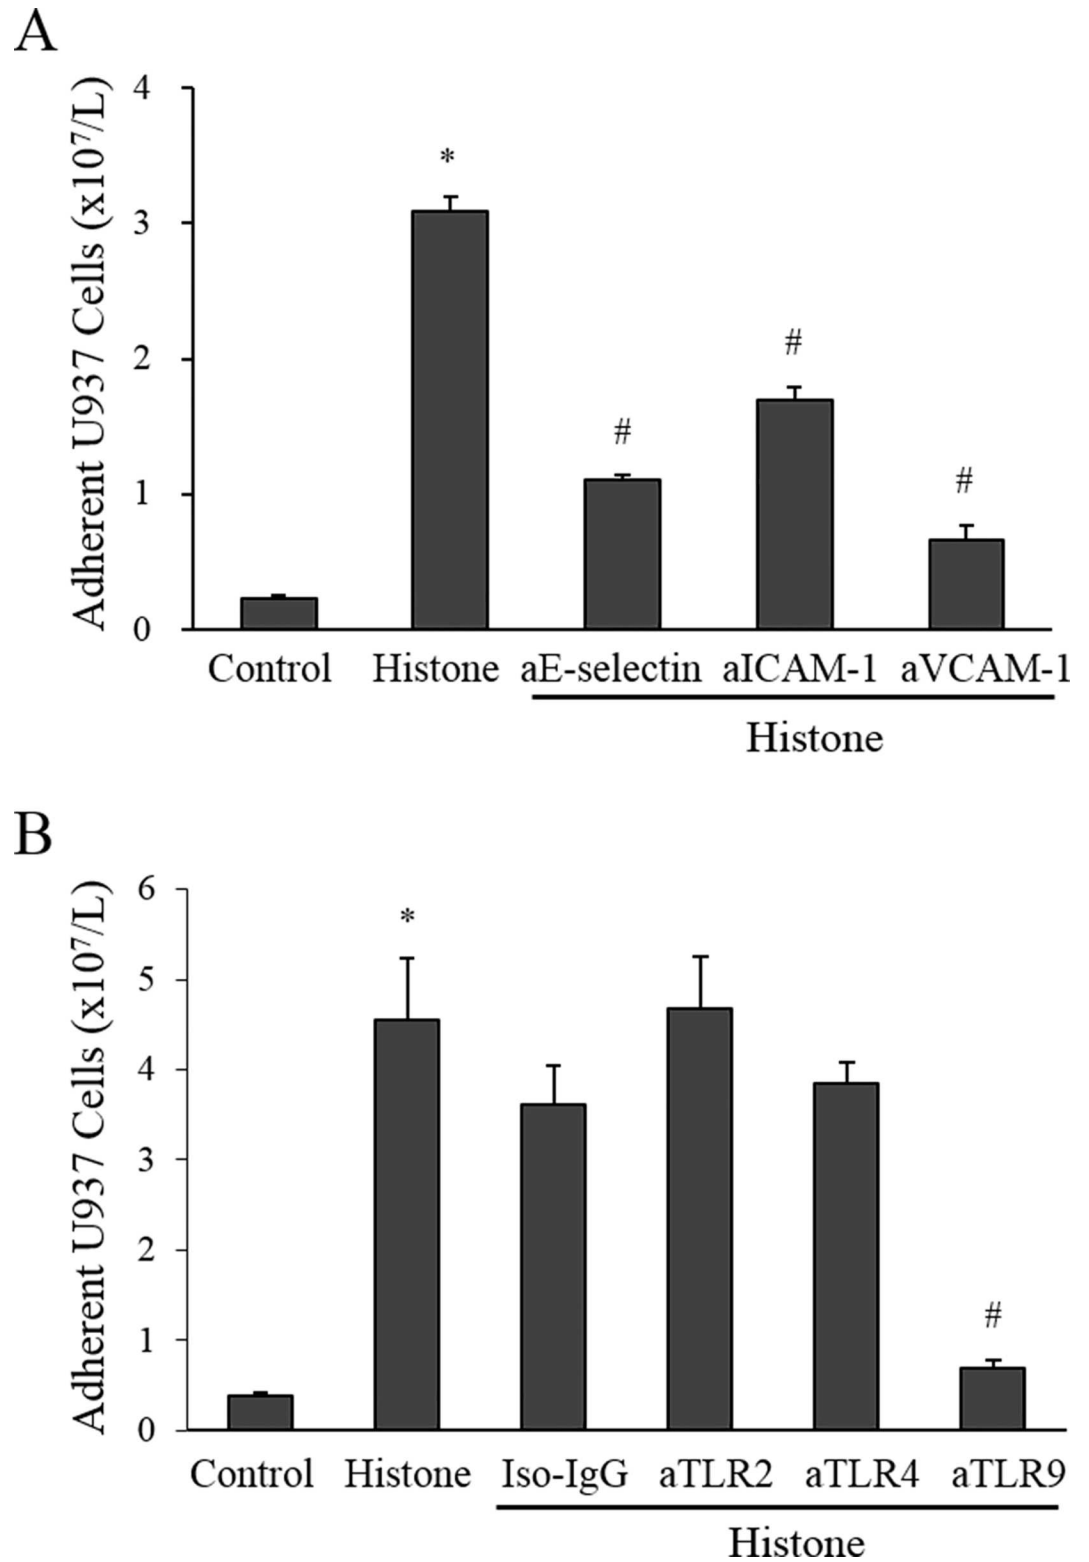 A
Adherent U937 Cells (x10⁷/L)
4
3
2
1
0
*
#
#
#
Control Histone aE-selectin aICAM-1 aVCAM-1
Histone
B
Adherent U937 Cells (x10⁷/L)
6
5
4
3
2
1
0
*
#
Control Histone Iso-IgG aTLR2 aTLR4 aTLR9
Histone